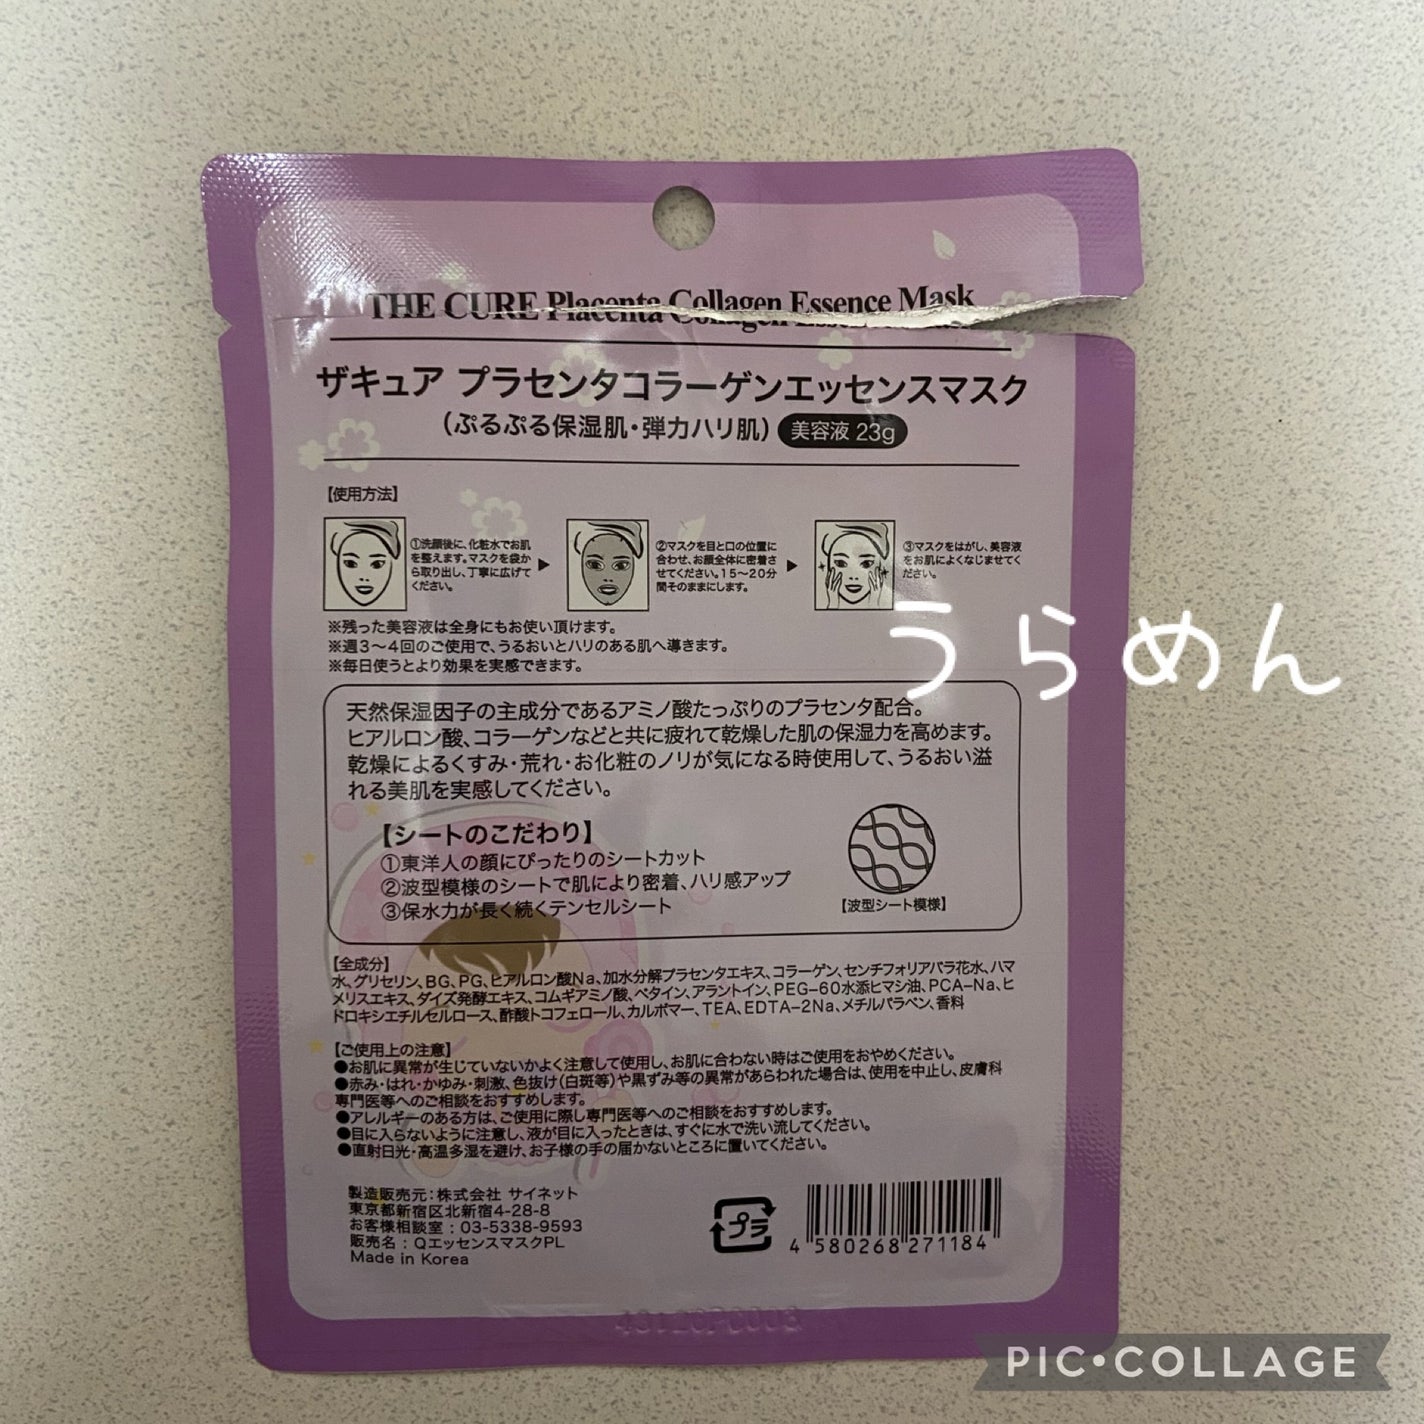 THE CURE Placenta Collagen Essence Mask
ザキュア プラセンタコラーゲンエッセンスマスク
(ぷるぷる保湿肌・弾力ハリ肌) 美容液 23g
【使用方法】
①洗顔後に、化粧水でお肌
を整えます。マスクを袋か
ら取り出し、丁寧に広げて
ください。
②マスクを目と口の位置に
合わせ、お顔全体に密着さ
せてください。15〜20分
間そのままにします。
③マスクをはがし、美容液
をお肌によくなじませてく
ださい。
うらめん
※残った美容液は全身にもお使い頂けます。
※週3〜4回のご使用で、うるおいとハリのある肌へ導きます。
※毎日使うとより効果を実感できます。
天然保湿因子の主成分であるアミノ酸たっぷりのプラセンタ配合。
ヒアルロン酸、コラーゲンなどと共に疲れて乾燥した肌の保湿力を高めます。
乾燥によるくすみ・荒れ・お化粧のノリが気になる時使用して、うるおい溢
れる美肌を実感してください。
【シートのこだわり】
①東洋人の顔にぴったりのシートカット
②波型模様のシートで肌により密着、ハリ感アップ
③保水力が長く続くテンセルシート
【波型シート模様】
【全成分】
水、グリセリン、BG、PG、ヒアルロン酸Na、加水分解プラセンタエキス、コラーゲン、センチフォリアバラ花水、ハマ
メリスエキス、ダイズ発酵エキス、コムギアミノ酸、ベタイン、アラントイン、PEG-60水添ヒマシ油、PCA-Na、ヒ
ドロキシエチルセルロース、酢酸トコフェロール、カルボマー、TEA、EDTA-2Na、メチルパラベン、香料
【ご使用上の注意】
●お肌に異常が生じていないかよく注意して使用し、お肌に合わない時はご使用をおやめください。
●赤み・はれ・かゆみ・刺激、色抜け(白斑等)や黒ずみ等の異常があらわれた場合は、使用を中止し、皮膚科
専門医等へのご相談をおすすめします。
●アレルギーのある方は、ご使用に際し専門医等へのご相談をおすすめします。
●目に入らないように注意し、液が目に入ったときは、すぐに水で洗い流してください。
●直射日光・高温多湿を避け、お子様の手の届かないところに置いてください。
製造販売元:株式会社 サイネット
東京都新宿区北新宿4-28-8
お客様相談室:03-5338-9593
販売名:QエッセンスマスクPL
Made in Korea
プラ
4 580268 271184
PIC•COLLAGE